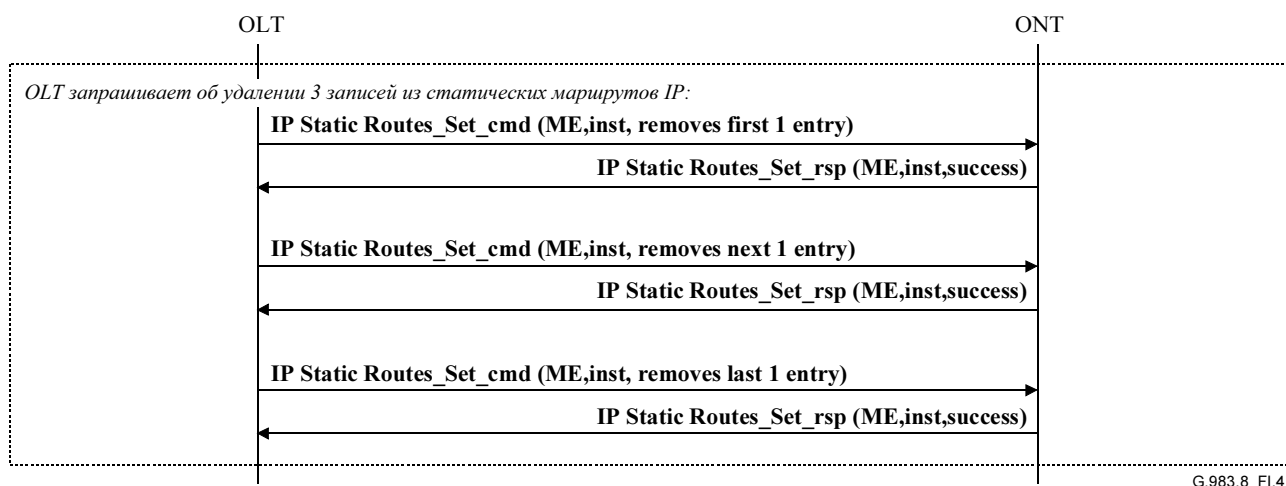 OLT ONT
OLT запрашивает об удалении 3 записей из статических маршрутов IP:
IP Static Routes_Set_cmd (ME,inst, removes first 1 entry)
IP Static Routes_Set_rsp (ME,inst,success)
IP Static Routes_Set_cmd (ME,inst, removes next 1 entry)
IP Static Routes_Set_rsp (ME,inst,success)
IP Static Routes_Set_cmd (ME,inst, removes last 1 entry)
IP Static Routes_Set_rsp (ME,inst,success)
G.983.8_FI.4